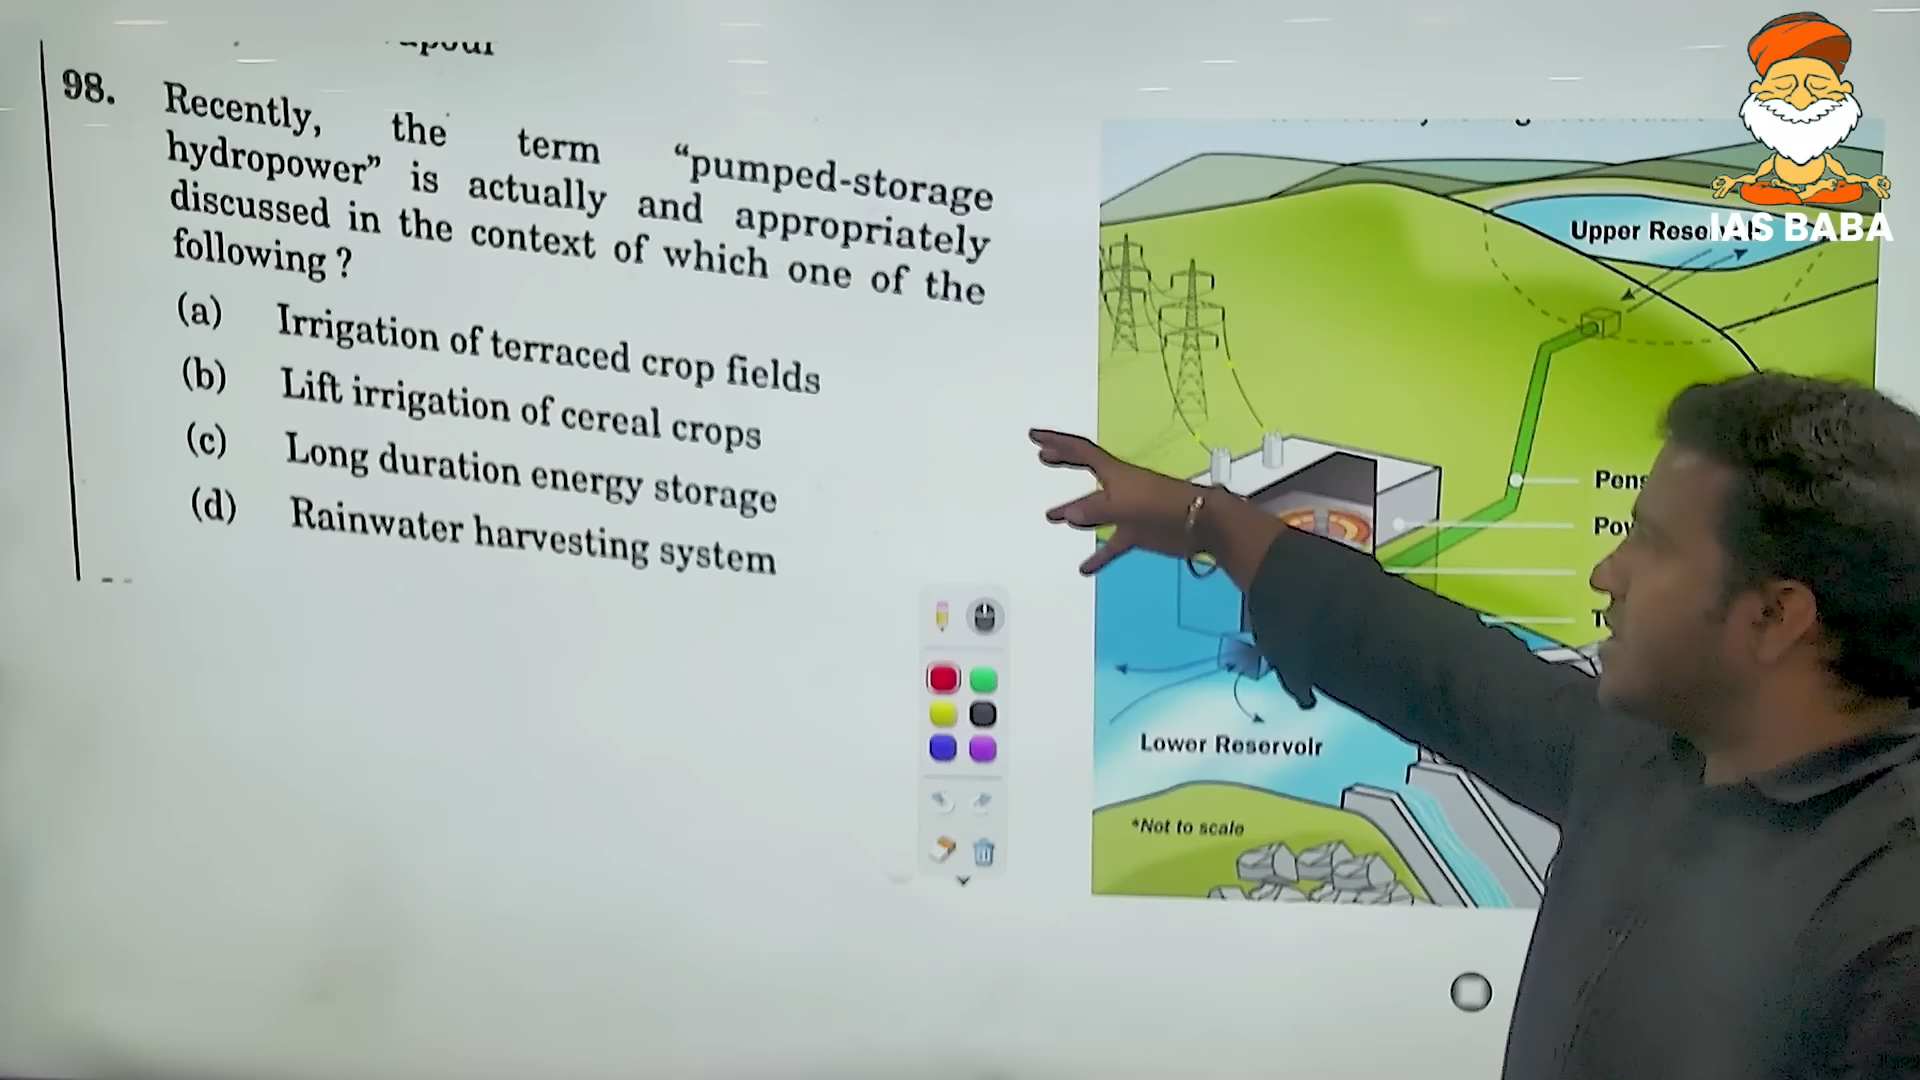 98. Recently, the term “pumped-storage
hydropower” is actually and appropriately
discussed in the context of which one of the
following ?
(a) Irrigation of terraced crop fields
(b) Lift irrigation of cereal crops
(c) Long duration energy storage
(d) Rainwater harvesting system
Upper
IAS BABA
Lower Reservoir
*Not to scale